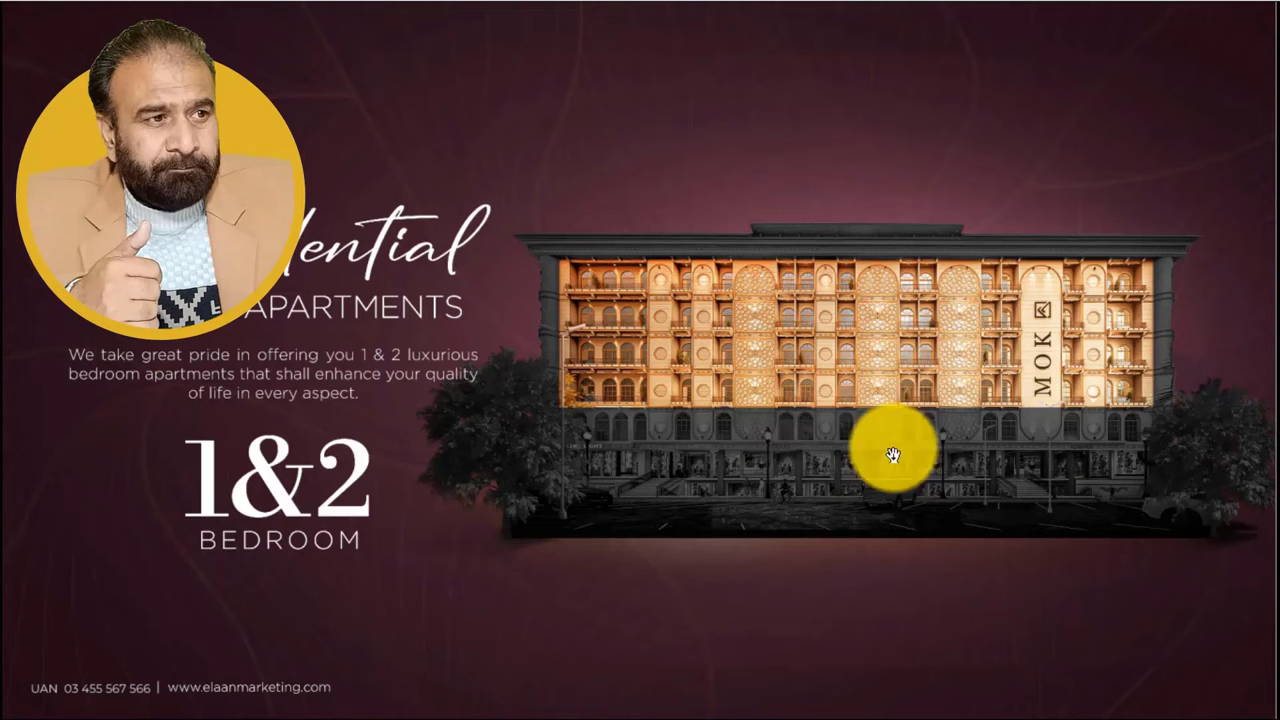 dential
APARTMENTS
We take great pride in offering you 1 & 2 luxurious
bedroom apartments that shall enhance your quality
of life in every aspect.
1&2
BEDROOM
MOK
UAN 03 455 567 566 | www.elaanmarketing.com